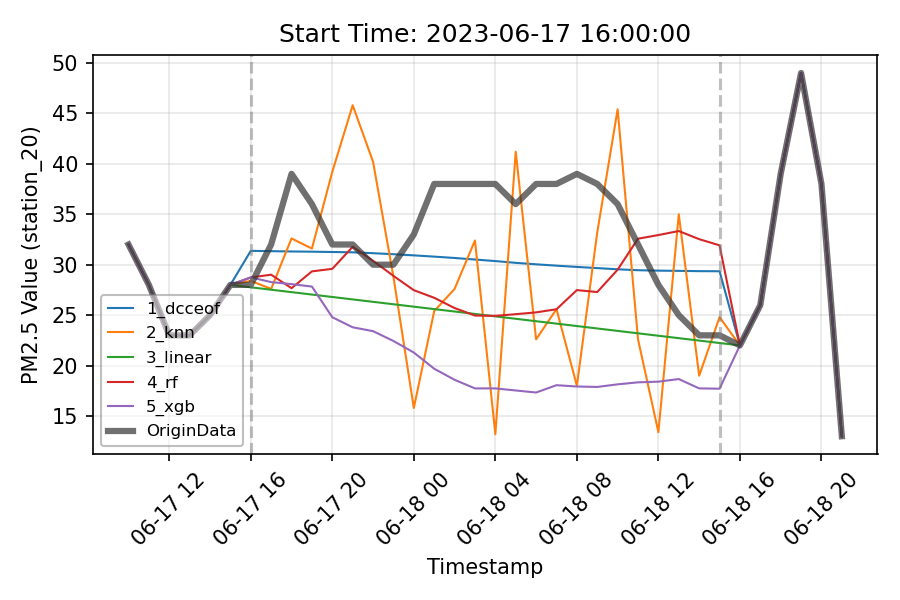 Start Time: 2023-06-17 16:00:00
PM2.5 Value (station_20)
50
45
40
35
30
25
20
15
1_dcceof
2_knn
3_linear
4_rf
5_xgb
OriginData
06-17 12
06-17 16
06-17 20
06-18 00
06-18 04
06-18 08
06-18 12
06-18 16
06-18 20
Timestamp